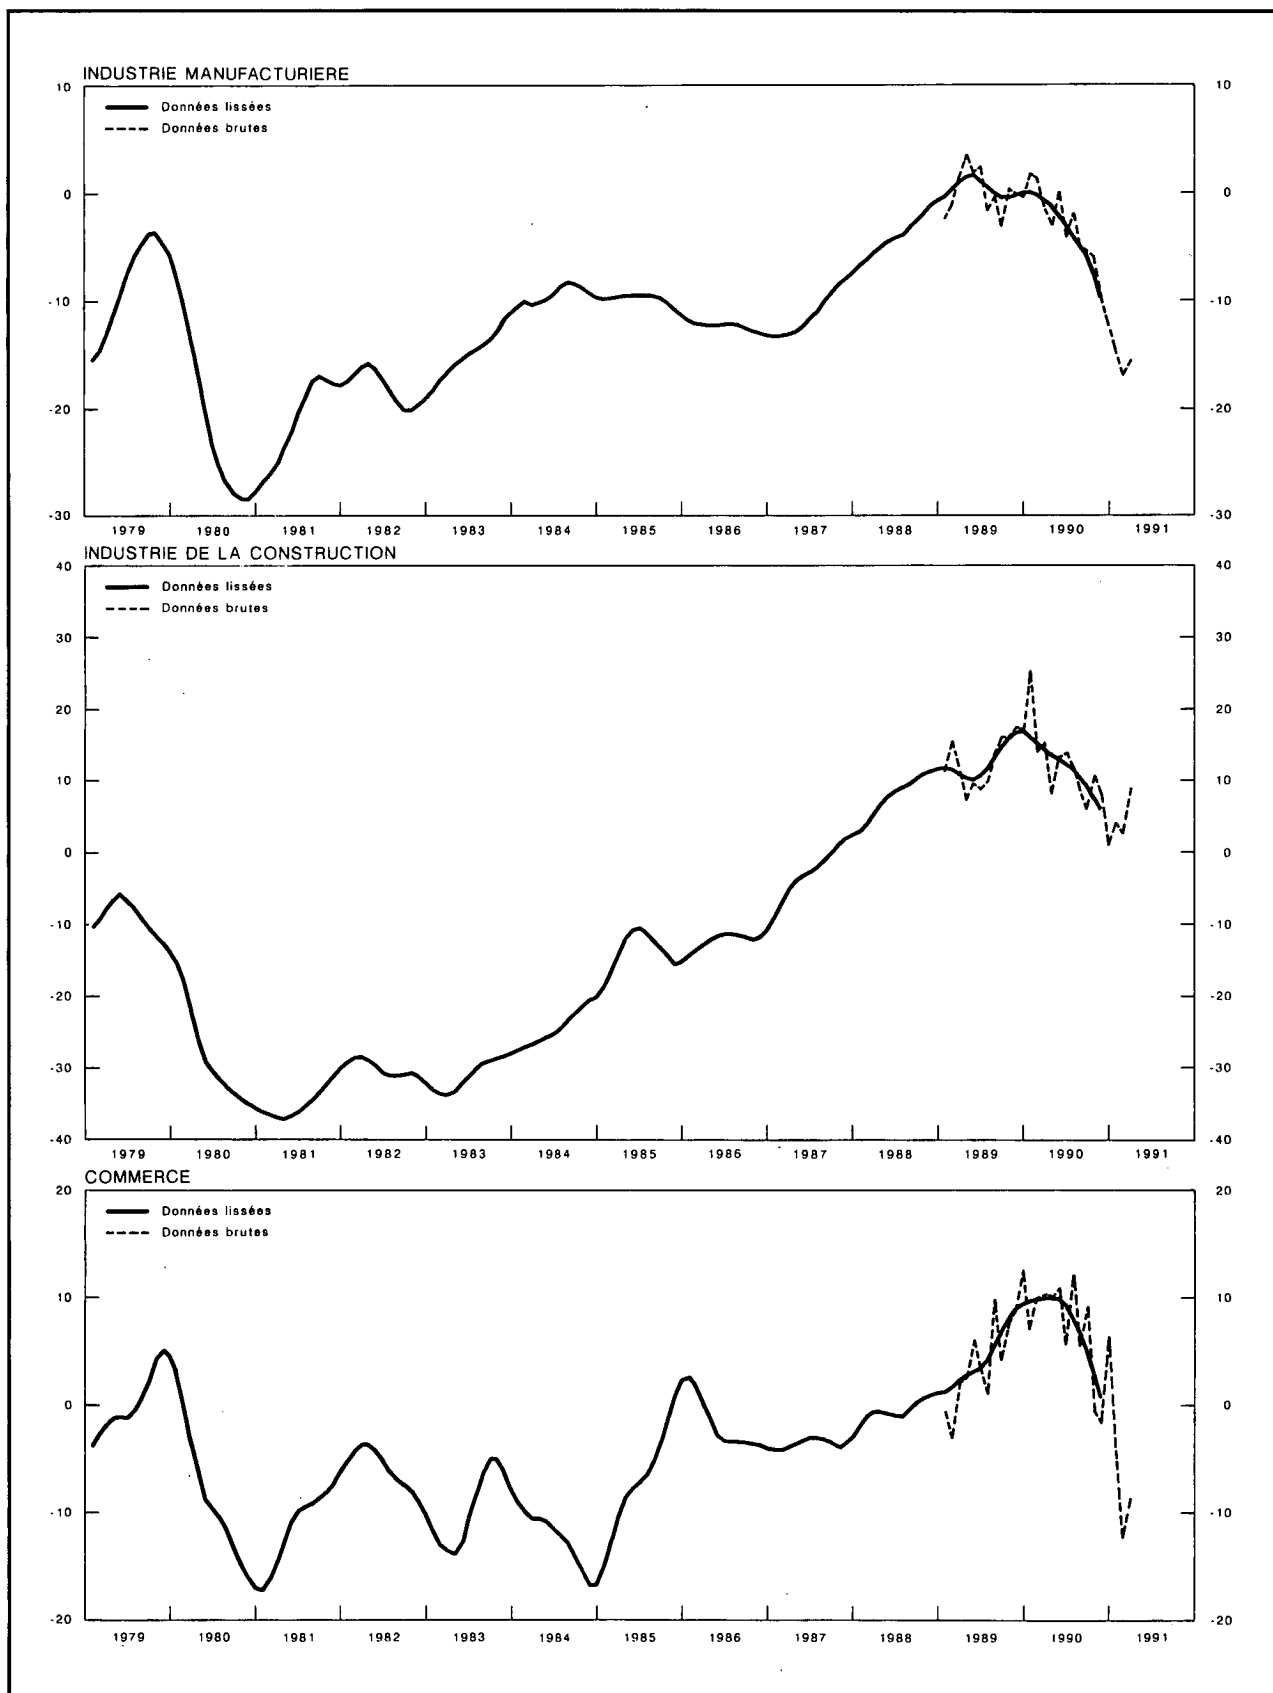 INDUSTRIE MANUFACTURIERE
10 10
Données lissées
Données brutes
0 0
-10 -10
-20 -20
-30 -30
1979 1980 1981 1982 1983 1984 1985 1986 1987 1988 1989 1990 1991
INDUSTRIE DE LA CONSTRUCTION
40 40
Données lissées
Données brutes
30 30
20 20
10 10
0 0
-10 -10
-20 -20
-30 -30
-40 -40
1979 1980 1981 1982 1983 1984 1985 1986 1987 1988 1989 1990 1991
COMMERCE
20 20
Données lissées
Données brutes
10 10
0 0
-10 -10
-20 -20
1979 1980 1981 1982 1983 1984 1985 1986 1987 1988 1989 1990 1991